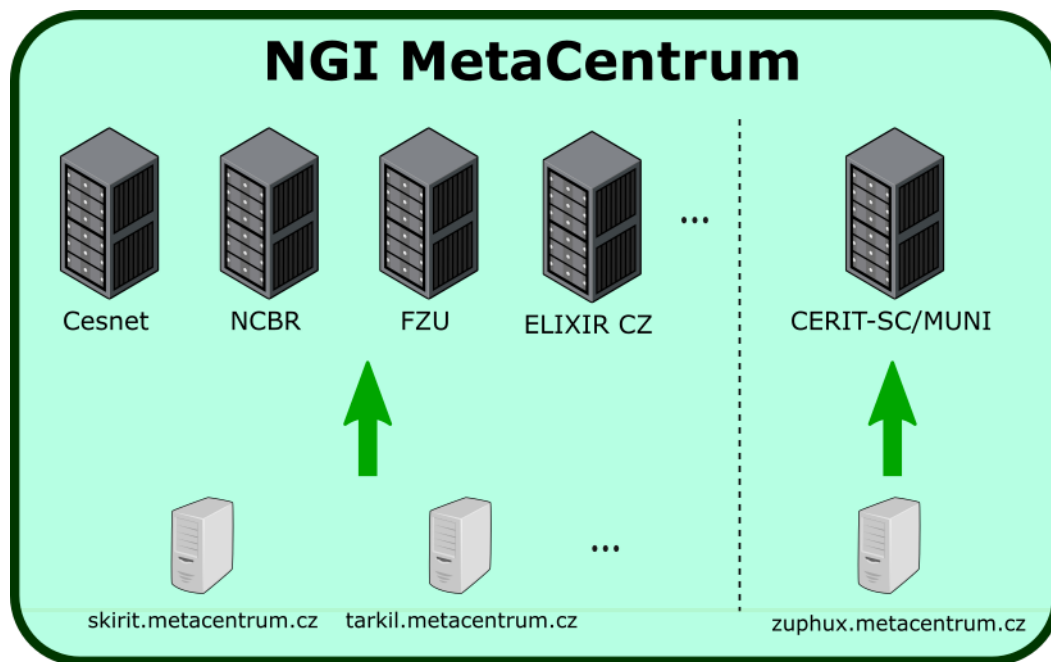 NGI MetaCentrum
...
Cesnet
NCBR
FZU
ELIXIR CZ
CERIT-SC/MUNI
...
skirit.metacentrum.cz
tarkil.metacentrum.cz
zuphux.metacentrum.cz